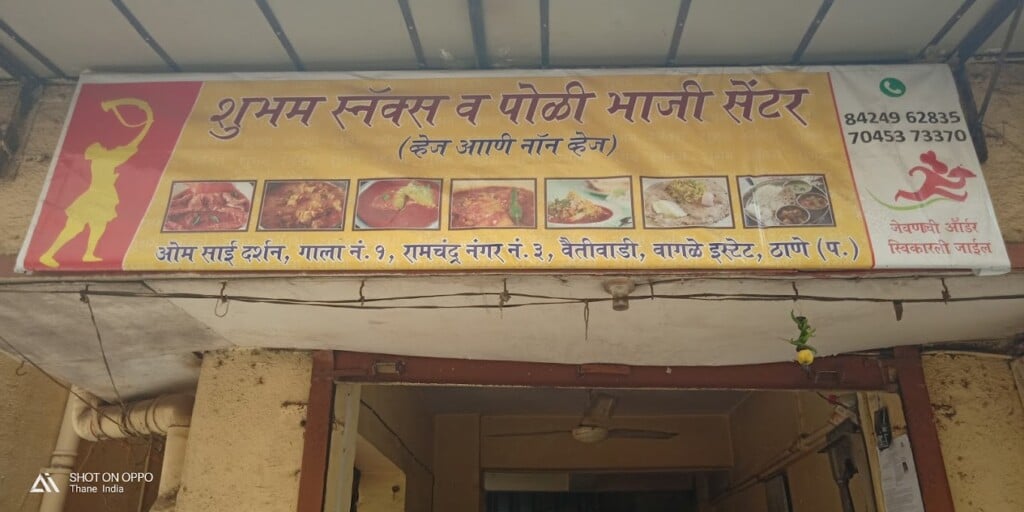 शुभम स्नॅक्स व पोळी भाजी सेंटर
(व्हेज आाणि नॉन व्हेज)
84249 62835
70453 73370
जेवणाची ऑर्डर
स्विकारली जाईल
ओम साई दर्शन, गाला नं. १, रामचंद्र नगर नं. ३, वैतीवाडी, वागळे इस्टेट, ठाणे (प.)
SHOT ON OPPO
Thane India